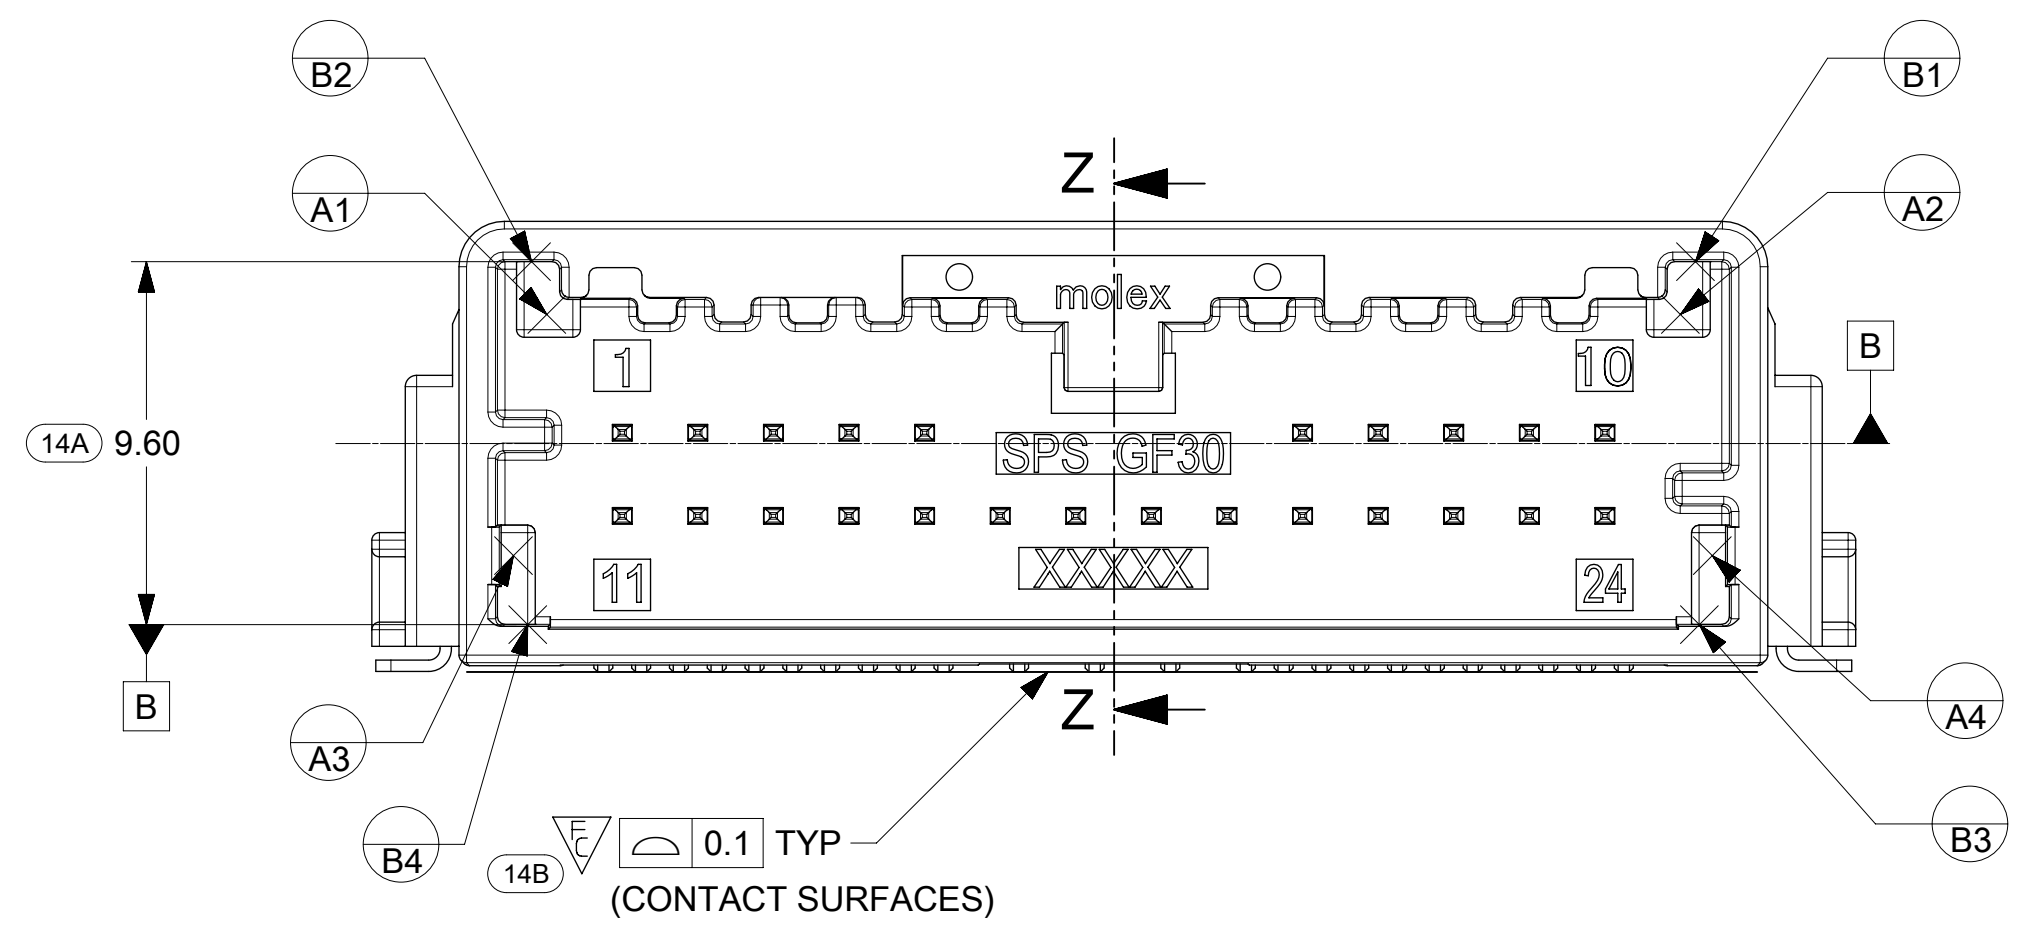 B2
B1
A1
A2
Z
molex
1
10
B
14A 9.60
SPS GF30
XXXXX
11
24
B
Z
A3
A4
B4
B3
FC 0.1 TYP
14B
(CONTACT SURFACES)